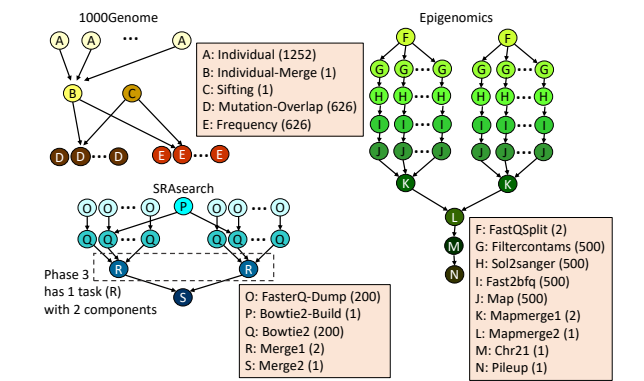 1000Genome
A A ... A
B C
D D ... D E E ... E
A: Individual (1252)
B: Individual-Merge (1)
C: Sifting (1)
D: Mutation-Overlap (626)
E: Frequency (626)
Epigenomics
F F
G G ... G G G ... G
H H ... H H H ... H
I I ... I I I ... I
J J ... J J J ... J
K K
L
M
N
F: FastQSplit (2)
G: Filtercontams (500)
H: Sol2sanger (500)
I: Fast2bfq (500)
J: Map (500)
K: Mapmerge1 (2)
L: Mapmerge2 (1)
M: Chr21 (1)
N: Pileup (1)
SRAsearch
O O ... O P O O ... O
Q Q ... Q Q Q ... Q
R R
S
Phase 3
has 1 task (R)
with 2 components
O: FasterQ-Dump (200)
P: Bowtie2-Build (1)
Q: Bowtie2 (200)
R: Merge1 (2)
S: Merge2 (1)